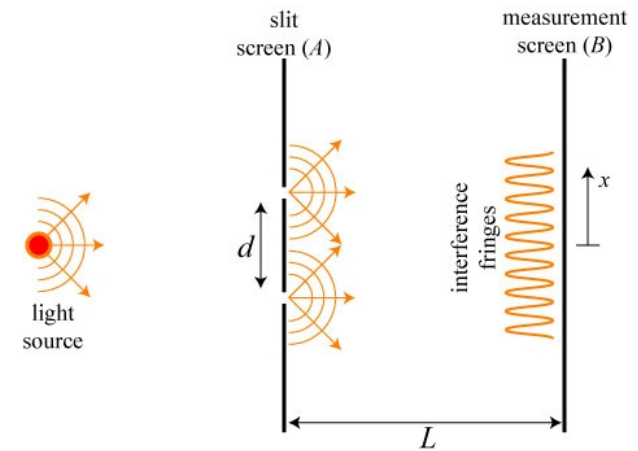 slit
screen (A)
measurement
screen (B)
x
interference
fringes
d
light
source
L